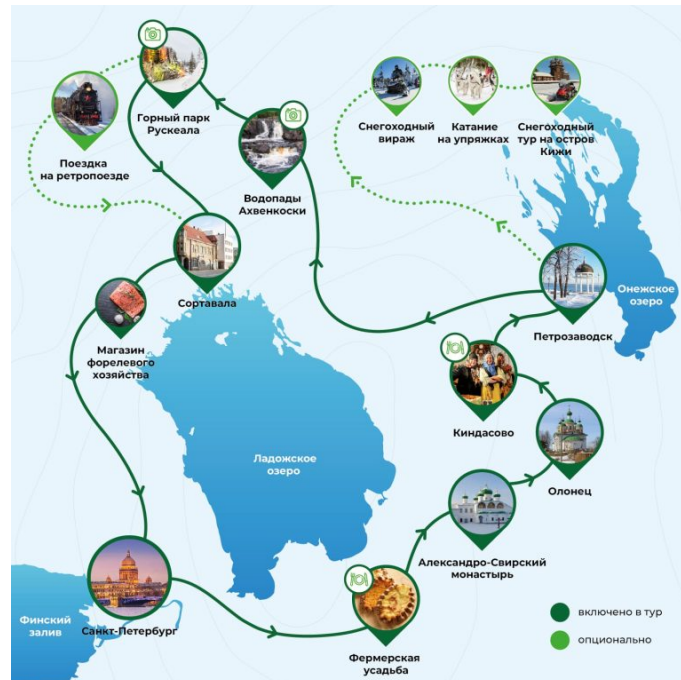 Горный парк
Рускеала
Поездка
на ретропоезде
Водопады
Ахвенкоски
Снегоходный
вираж
Катание
на упряжках
Снегоходный
тур на остров
Кижи
Сортавала
Магазин
форелевого
хозяйства
Онежское
озеро
Петрозаводск
Киндасово
Олонец
Ладожское
озеро
Александро-Свирский
монастырь
Финский
залив
Санкт-Петербург
Фермерская
усадьба
включено в тур
опционально